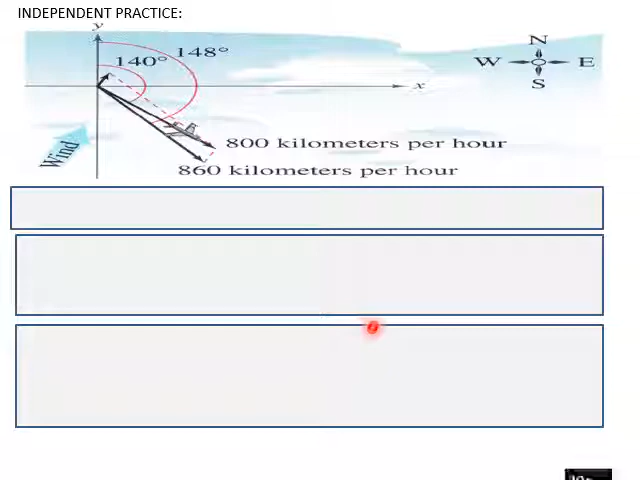 INDEPENDENT PRACTICE:
y
148°
140°
x
N
W E
S
Wind
800 kilometers per hour
860 kilometers per hour